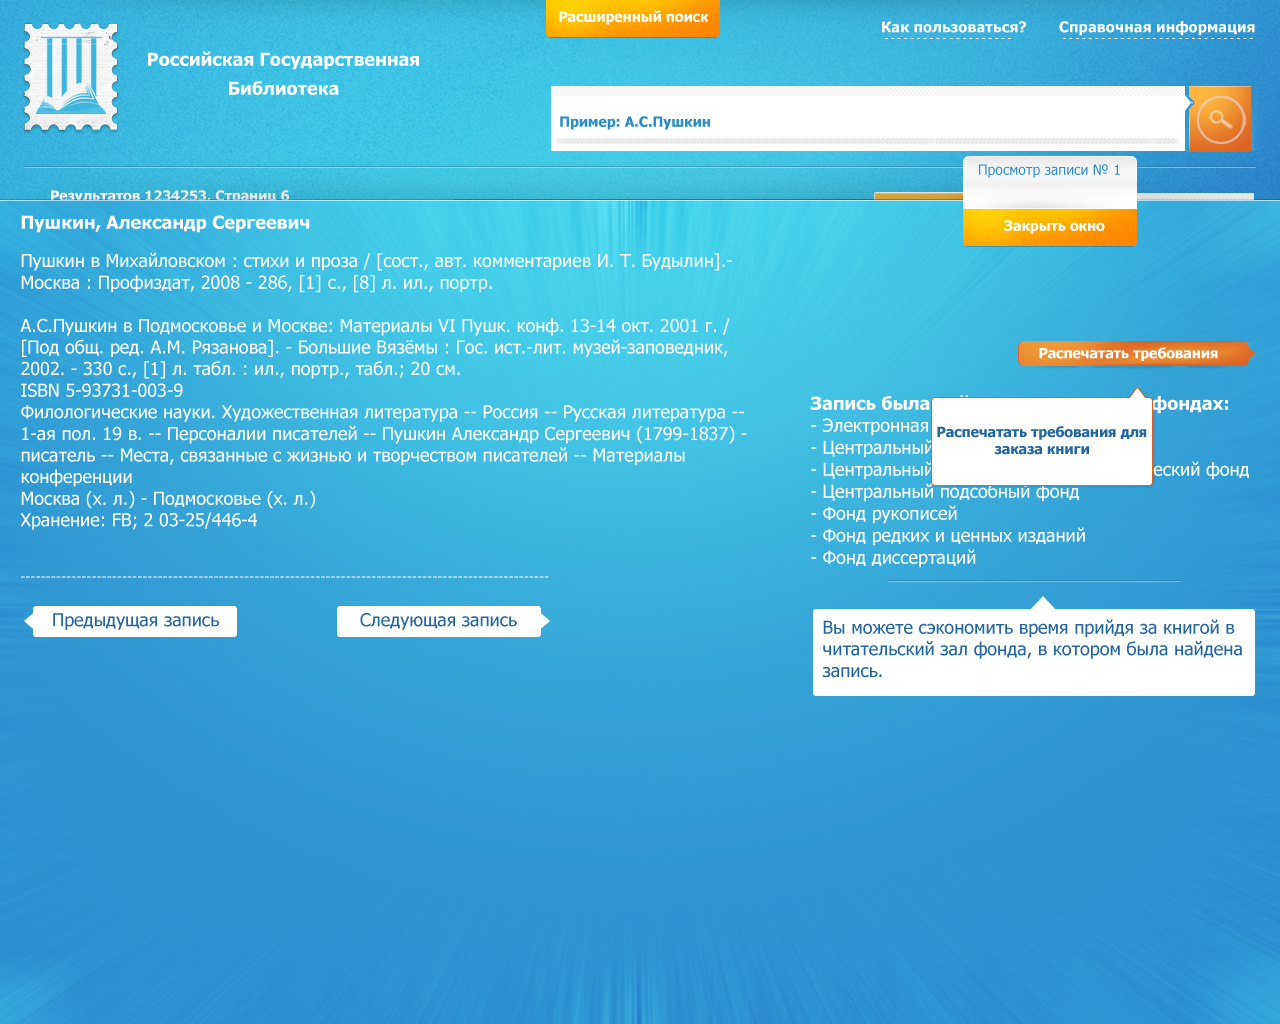 Расширенный поиск
Как пользоваться?
Справочная информация
Российская Государственная
Библиотека
Пример: А.С.Пушкин
Просмотр записи № 1
Результатов 1234253. Страниц 6
Закрыть окно
Пушкин, Александр Сергеевич
Пушкин в Михайловском : стихи и проза / [сост., авт. комментариев И. Т. Будылин].-
Москва : Профиздат, 2008 - 286, [1] с., [8] л. ил., портр.
А.С.Пушкин в Подмосковье и Москве: Материалы VI Пушк. конф. 13-14 окт. 2001 г. /
[Под общ. ред. А.М. Рязанова]. - Большие Вязёмы : Гос. ист.-лит. музей-заповедник,
2002. - 330 с., [1] л. табл. : ил., портр., табл.; 20 см.
ISBN 5-93731-003-9
Филологические науки. Художественная литература -- Россия -- Русская литература --
1-ая пол. 19 в. -- Персоналии писателей -- Пушкин Александр Сергеевич (1799-1837) -
писатель -- Места, связанные с жизнью и творчеством писателей -- Материалы
конференции
Москва (х. л.) - Подмосковье (х. л.)
Хранение: FB; 2 03-25/446-4
Предыдущая запись
Следующая запись
Распечатать требования
Запись была фондах:
- Электронная
- Центральный
- Центральный еский фонд
- Центральный подсобный фонд
- Фонд рукописей
- Фонд редких и ценных изданий
- Фонд диссертаций
Распечатать требования для
заказа книги
Вы можете сэкономить время прийдя за книгой в
читательский зал фонда, в котором была найдена
запись.